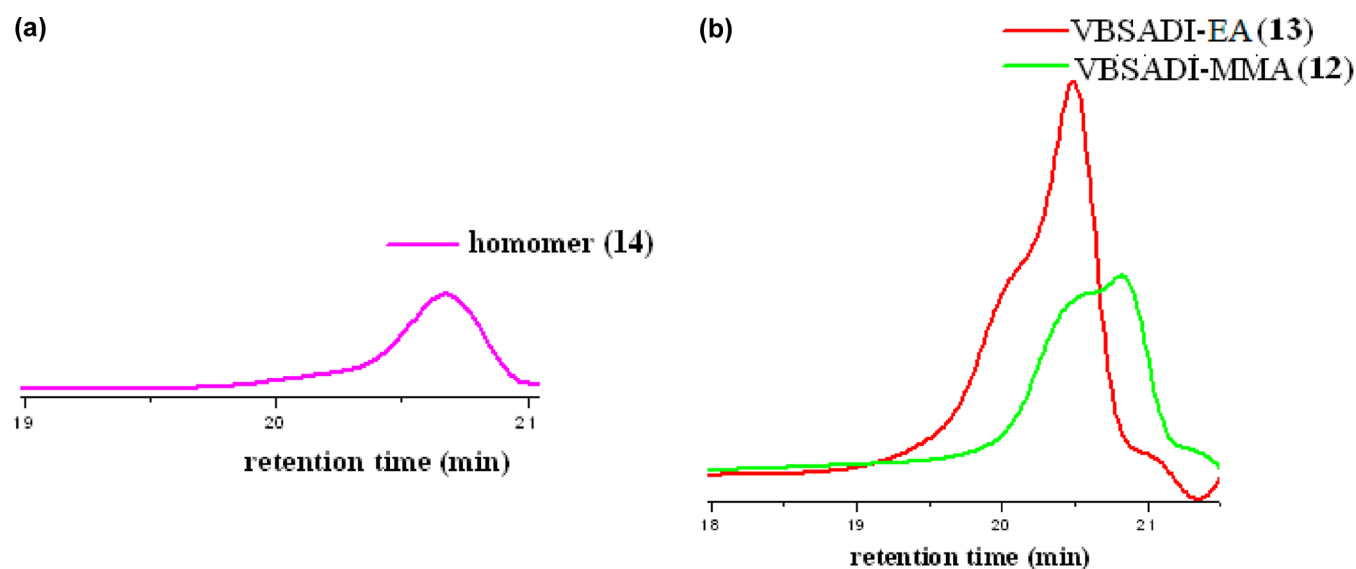 (a)
homomer (14)
19 20 21
retention time (min)
(b)
VBSADI-EA (13)
VBSADI-MMA (12)
18 19 20 21
retention time (min)